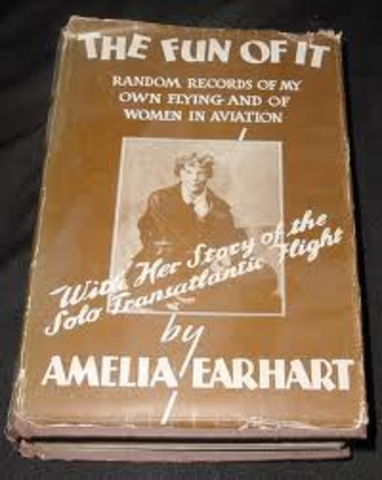 THE FUN OF IT
RANDOM RECORDS OF MY
OWN FLYING AND OF
WOMEN IN AVIATION
With Her Story of the
Solo Transatlantic Flight
by
AMELIA EARHART